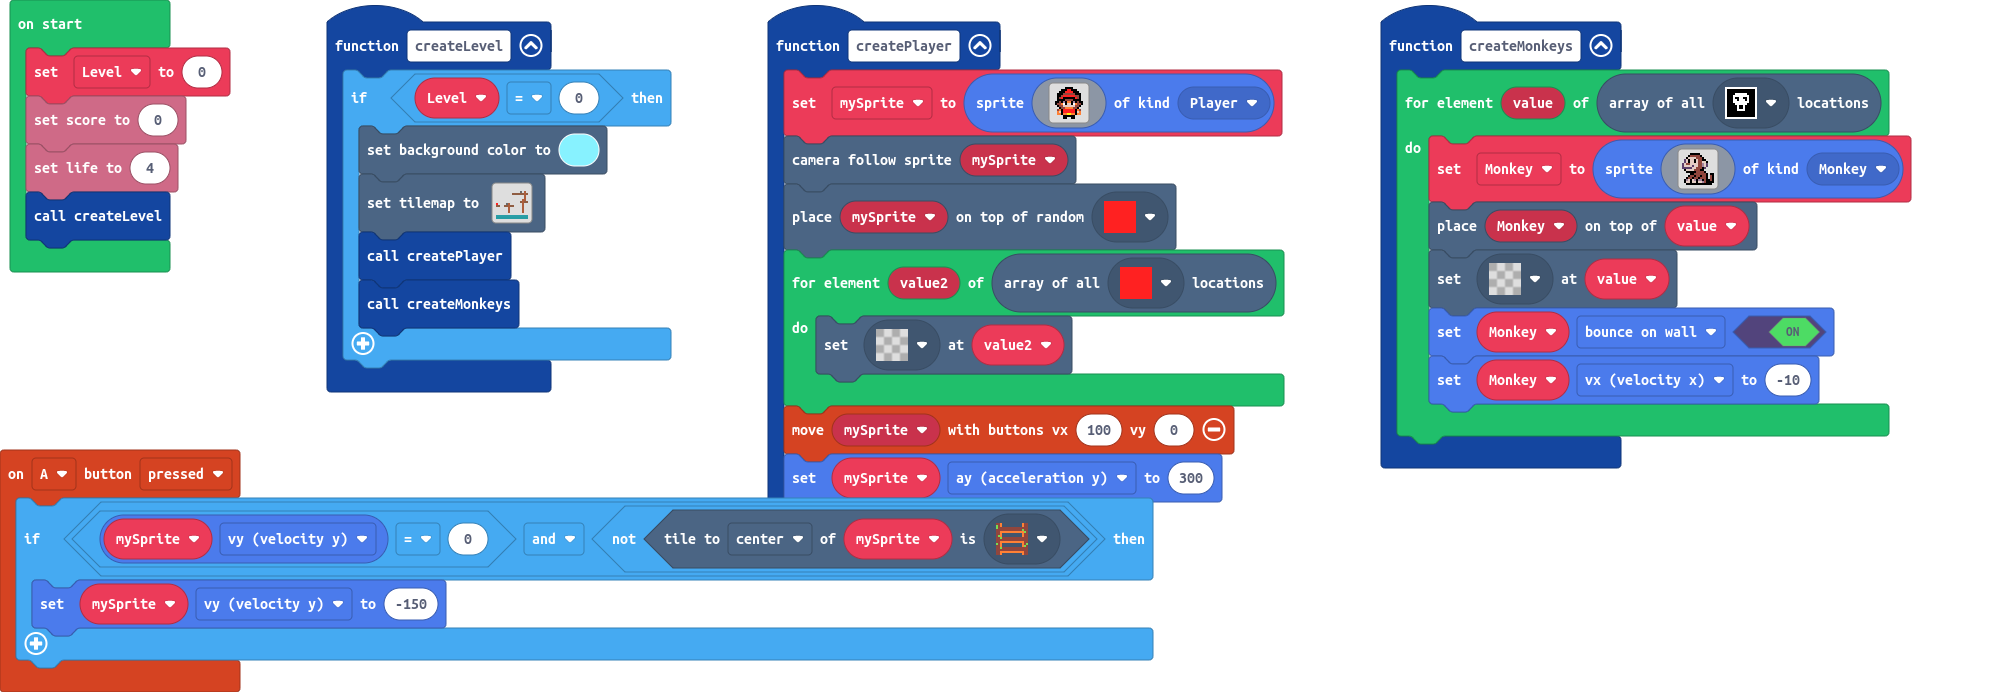 on start
set Level to 0
set score to 0
set life to 4
call createLevel
function createLevel
if Level = 0 then
set background color to
set tilemap to
call createPlayer
call createMonkeys
function createPlayer
set mySprite to sprite of kind Player
camera follow sprite mySprite
place mySprite on top of random
for element value2 of array of all locations
do
set at value2
move mySprite with buttons vx 100 vy 0
set mySprite ay (acceleration y) to 300
function createMonkeys
for element value of array of all locations
do
set Monkey to sprite of kind Monkey
place Monkey on top of value
set at value
set Monkey bounce on wall ON
set Monkey vx (velocity x) to -10
on A button pressed
if mySprite vy (velocity y) = 0 and not tile to center of mySprite is then
set mySprite vy (velocity y) to -150